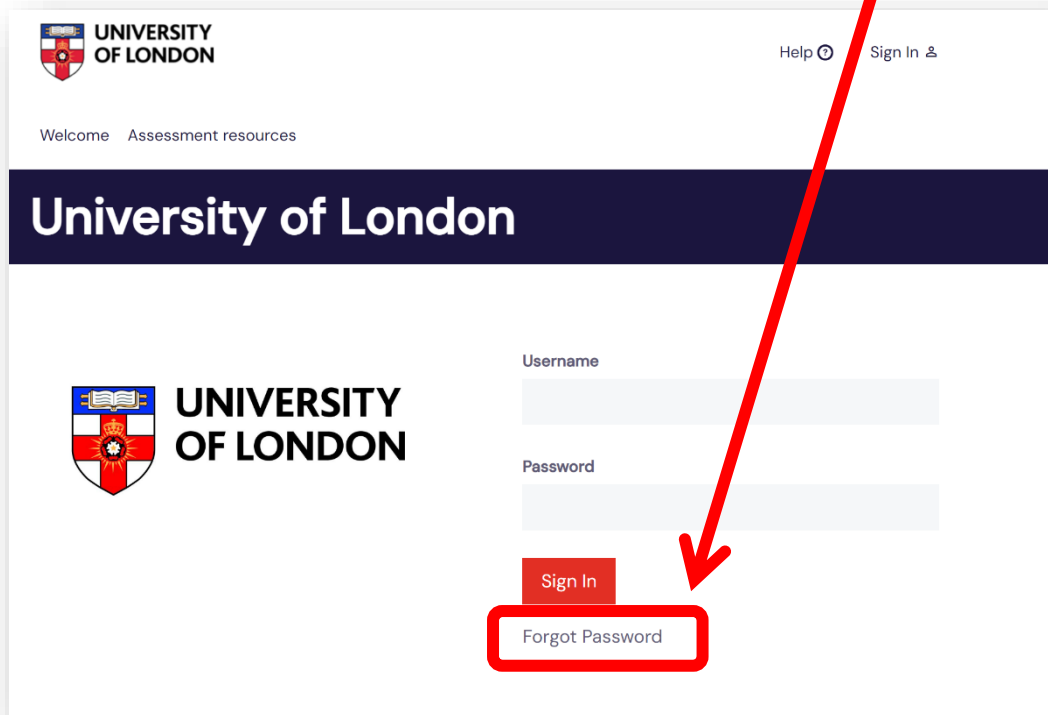 UNIVERSITY
OF LONDON
Help Sign In
Welcome Assessment resources
University of London
UNIVERSITY
OF LONDON
Username
Password
Sign In
Forgot Password